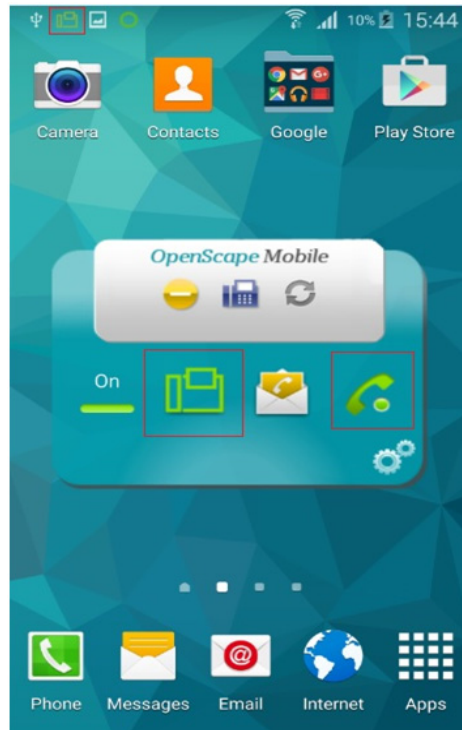 10% 15:44
Camera Contacts Google Play Store
OpenScape Mobile
On
Phone Messages Email Internet Apps